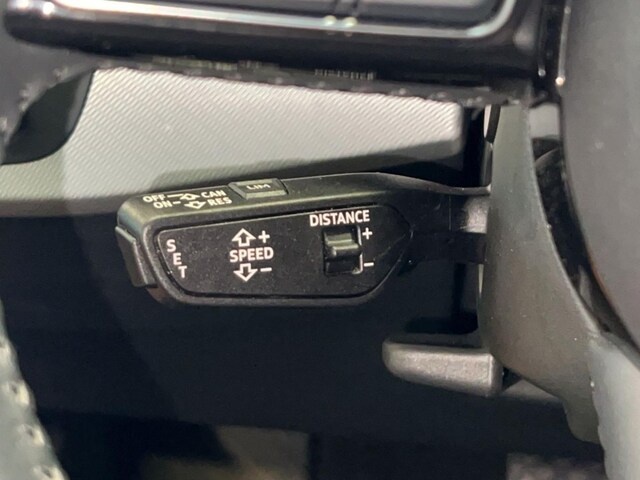 OFF CAN LIM
ON RES
DISTANCE
SET
+
SPEED
-
+
-